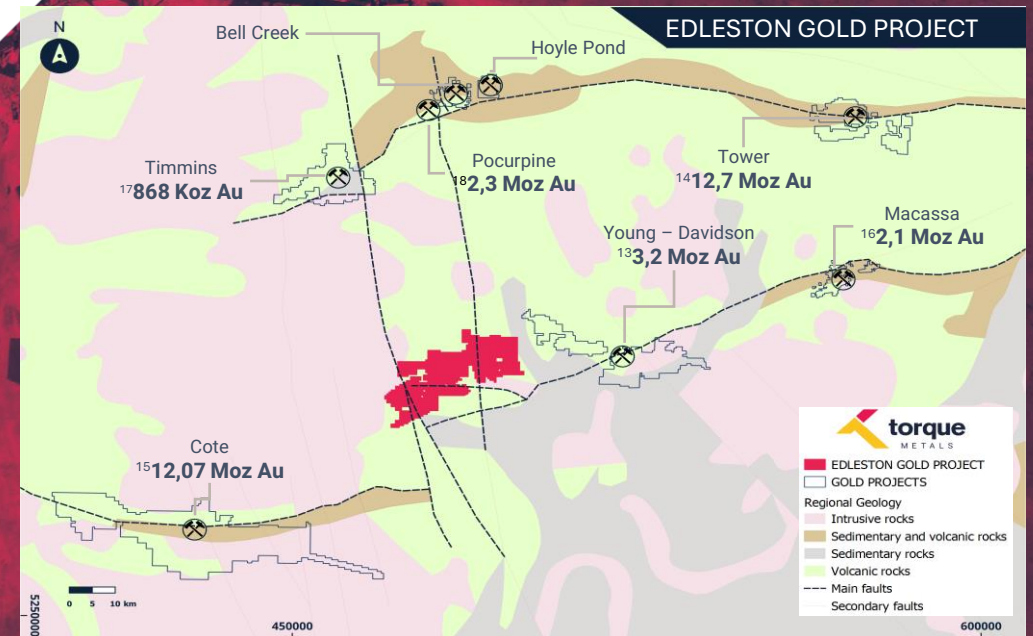 EDLESTON GOLD PROJECT
N
Bell Creek
Hoyle Pond
Timmins
17868 Koz Au
Pocurpine
182,3 Moz Au
Tower
1412,7 Moz Au
Young – Davidson
133,2 Moz Au
Macassa
162,1 Moz Au
Cote
1512,07 Moz Au
torque
METALS
EDLESTON GOLD PROJECT
GOLD PROJECTS
Regional Geology
Intrusive rocks
Sedimentary and volcanic rocks
Sedimentary rocks
Volcanic rocks
Main faults
Secondary faults
0 5 10 km
450000
600000